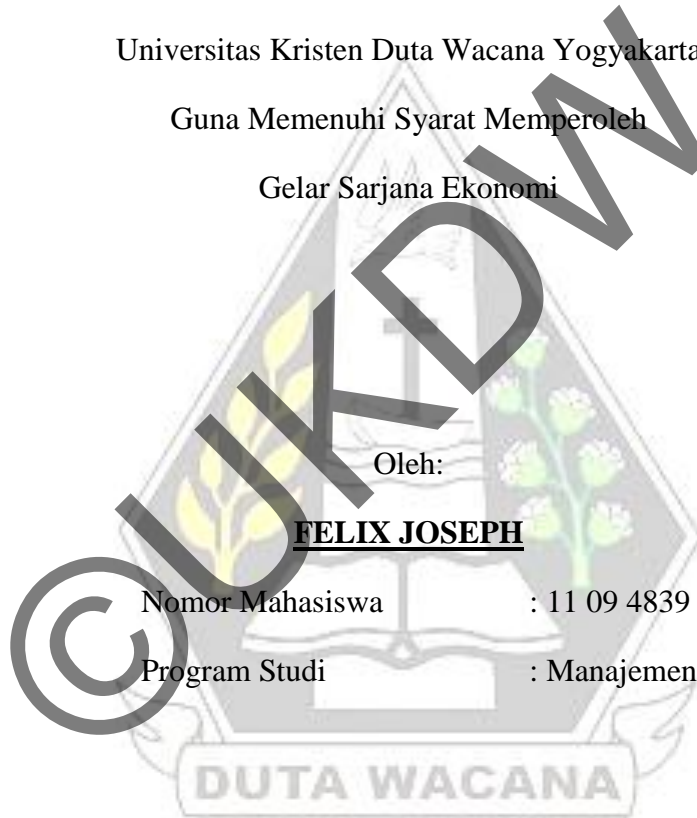 Universitas Kristen Duta Wacana Yogyakarta
Guna Memenuhi Syarat Memperoleh
Gelar Sarjana Ekonomi
Oleh:
FELIX JOSEPH
Nomor Mahasiswa : 11 09 4839
Program Studi : Manajemen
DUTA WACANA
©UKDW